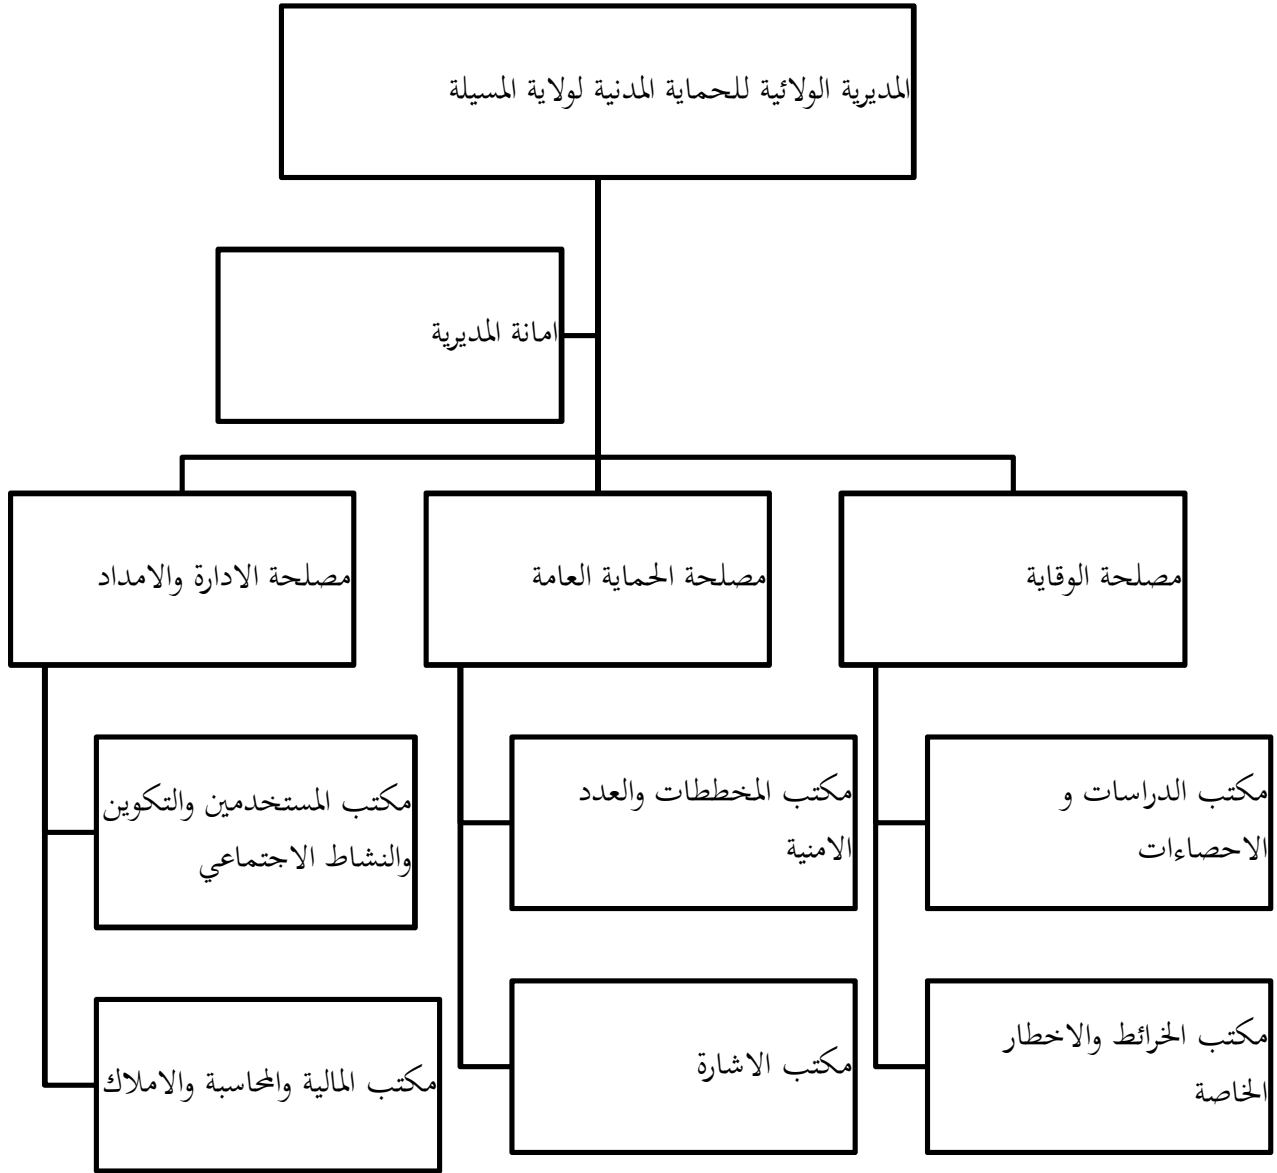 المديرية الولائية للحماية المدنية لولاية المسيلة
امانة المديرية
مصلحة الوقاية
مصلحة الحماية العامة
مصلحة الادارة والامداد
مكتب الدراسات و
الاحصاءات
مكتب المخططات والعدد
الامنية
مكتب المستخدمين والتكوين
والنشاط الاجتماعي
مكتب الخرائط والاخطار
الخاصة
مكتب الاشارة
مكتب المالية والمحاسبة والاملاك